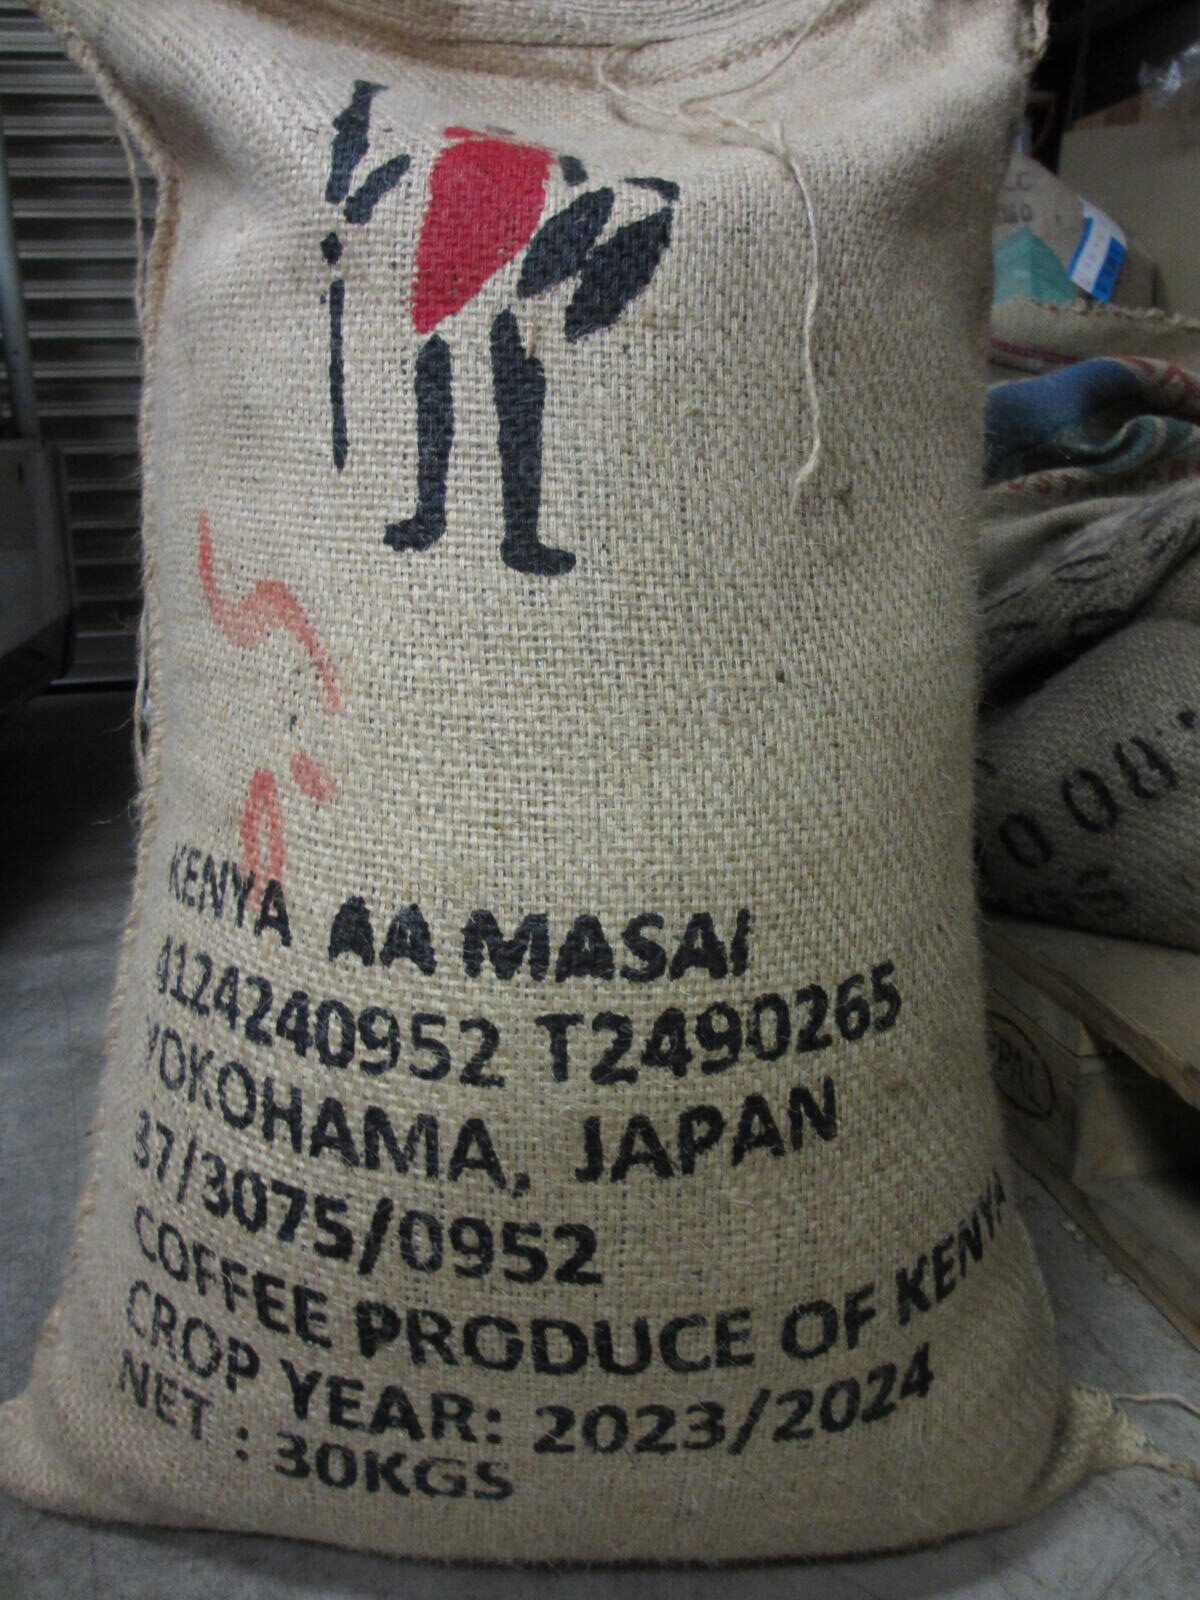 KENYA AA MASAI
4124240952 T2490265
YOKOHAMA, JAPAN
37/3075/0952
COFFEE PRODUCE OF KENYA
CROP YEAR: 2023/2024
NET : 30KGS